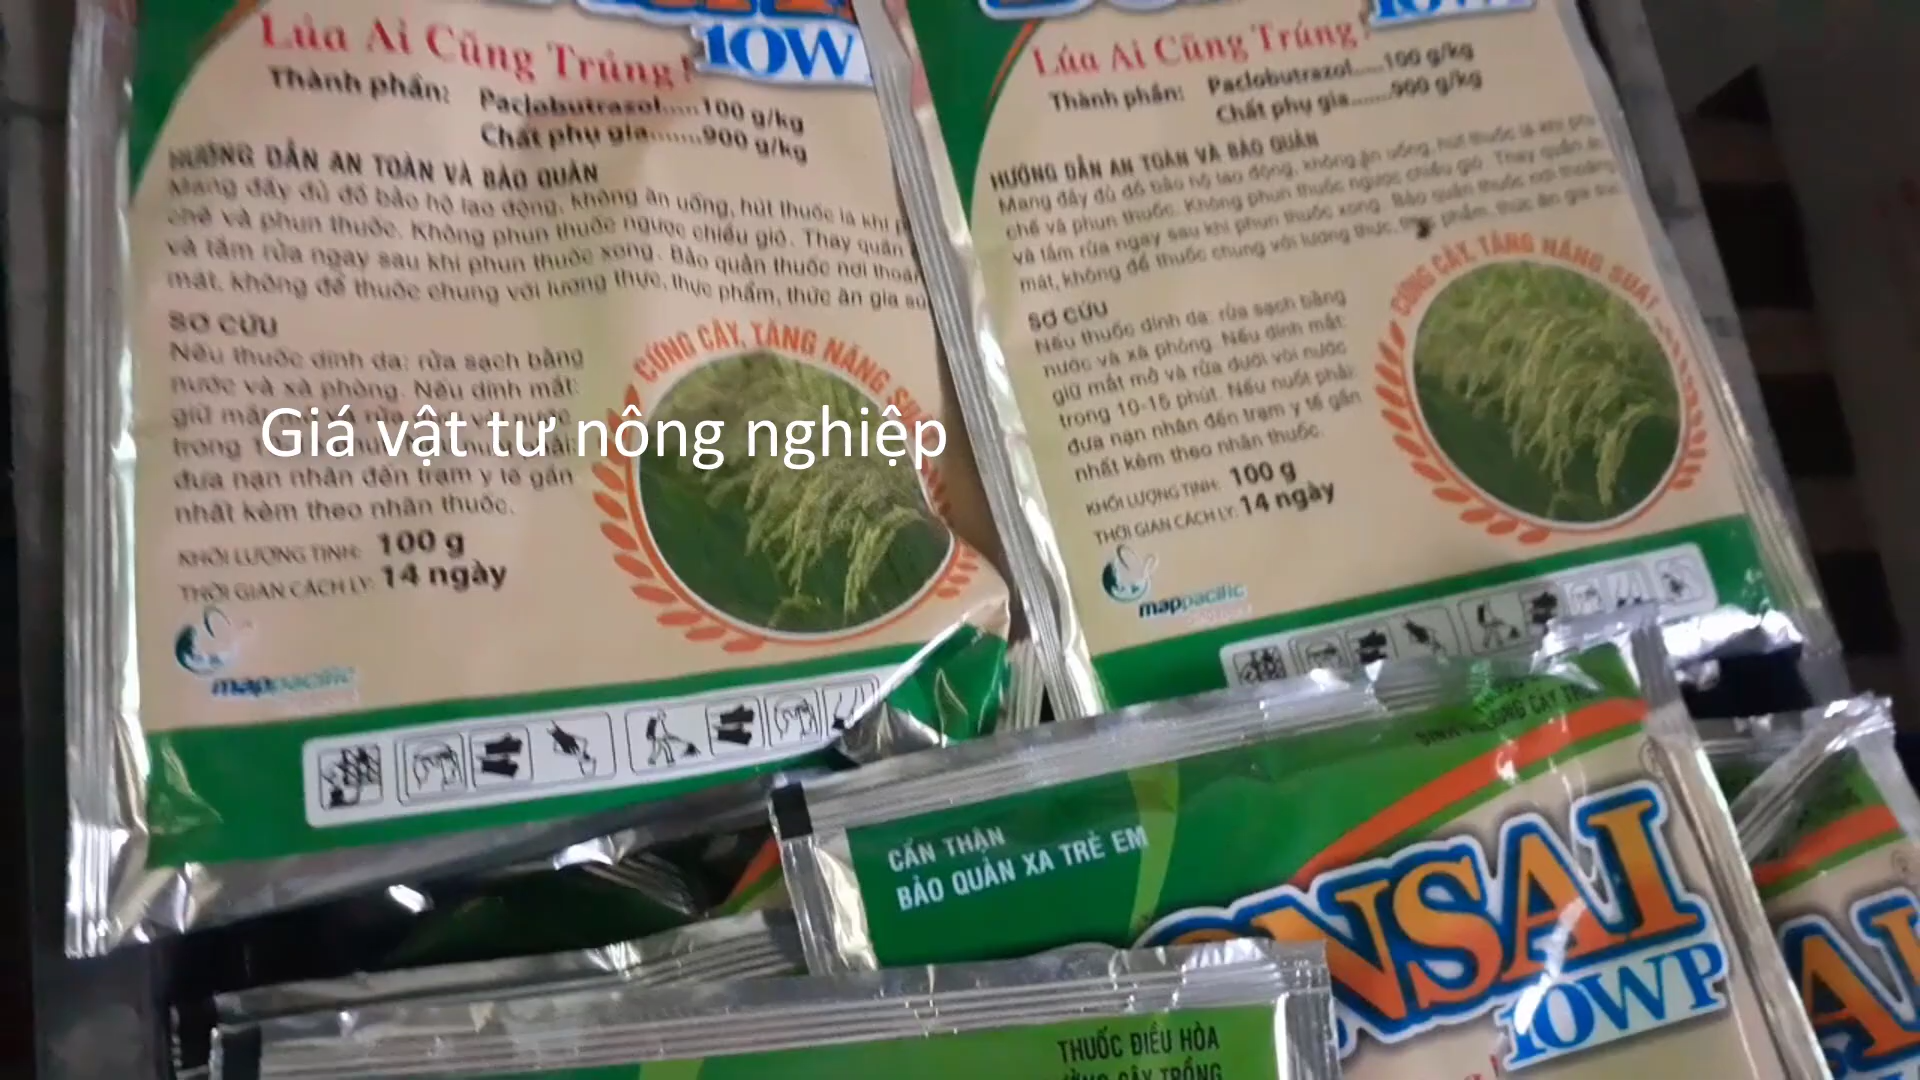 10W
Lúa Ai Cũng Trúng!
Thành phần: Paclobutrazol.....100 g/kg
Chất phụ gia.......900 g/kg
HƯỚNG DẪN AN TOÀN VÀ BẢO QUẢN
Mang đầy đủ đồ bảo hộ lao động, không ăn uống, hút thuốc lá khi
chế và phun thuốc. Không phun thuốc ngược chiều gió. Thay quần
và tắm rửa ngay sau khi phun thuốc xong. Bảo quản thuốc nơi thoán
mát, không để thuốc chung với lương thực, thực phẩm, thức ăn gia sú
SƠ CỨU
Nếu thuốc dính da: rửa sạch bằng
nước và xà phòng. Nếu dính mắt:
giữ
trong
đưa nạn nhân đến trạm y tế gần
nhất kèm theo nhãn thuốc.
KHỐI LƯỢNG TỊNH: 100 g
THỜI GIAN CÁCH LY: 14 ngày
CỨNG CÂY, TĂNG NĂNG
mappacific
Giá vật tư nông nghiệp
10WP
Lúa Ai Cũng Trúng!
Thành phần: Paclobutrazol.....100 g/kg
Chất phụ gia.......900 g/kg
HƯỚNG DẪN AN TOÀN VÀ BẢO QUẢN
Mang đầy đủ đồ bảo hộ lao động, không ăn uống, hút thuốc lá khi
chế và phun thuốc. Không phun thuốc ngược chiều gió. Thay quần
và tắm rửa ngay sau khi phun thuốc xong. Bảo quản thuốc nơi thoáng
mát, không để thuốc chung với lương thực, thực phẩm, thức ăn gia súc
SƠ CỨU
Nếu thuốc dính da: rửa sạch bằng
nước và xà phòng. Nếu dính mắt:
giữ mắt mở và rửa dưới vòi nước
trong 10-15 phút. Nếu nuốt phải:
đưa nạn nhân đến trạm y tế gần
nhất kèm theo nhãn thuốc.
KHỐI LƯỢNG TỊNH: 100 g
THỜI GIAN CÁCH LY: 14 ngày
CỨNG CÂY, TĂNG NĂNG SUẤT
mappacific
CẨN THẬN
BẢO QUẢN XA TRẺ EM
ONSAI
10WP
THUỐC ĐIỀU HÒA
CÂY TRỒNG